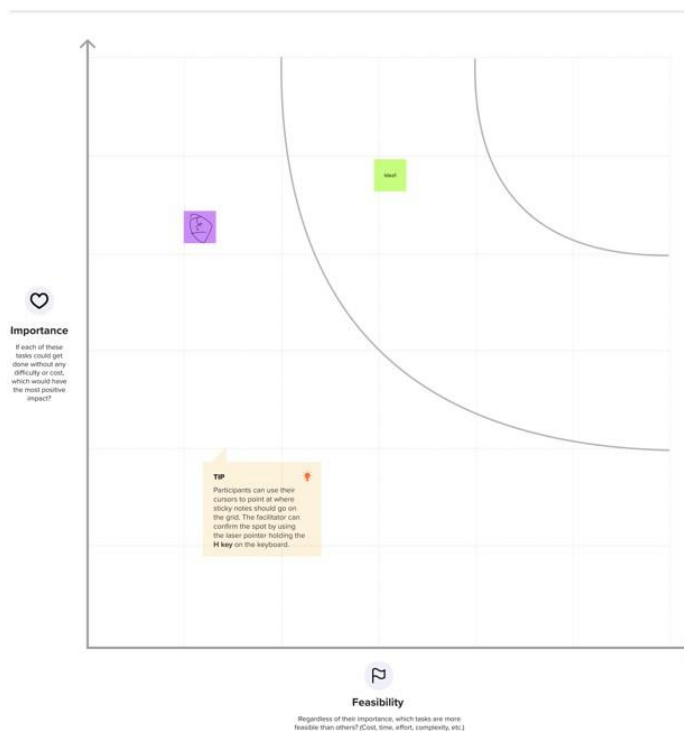 Idea1
Importance
If each of these
tasks could get
done without any
difficulty or cost,
which would have
the most positive
impact?
TIP
Participants can use their
cursors to point at where
sticky notes should go on
the grid. The facilitator can
confirm the spot by using
the laser pointer holding the
H key on the keyboard.
Feasibility
Regardless of their importance, which tasks are more
feasible than others? (Cost, time, effort, complexity, etc.)